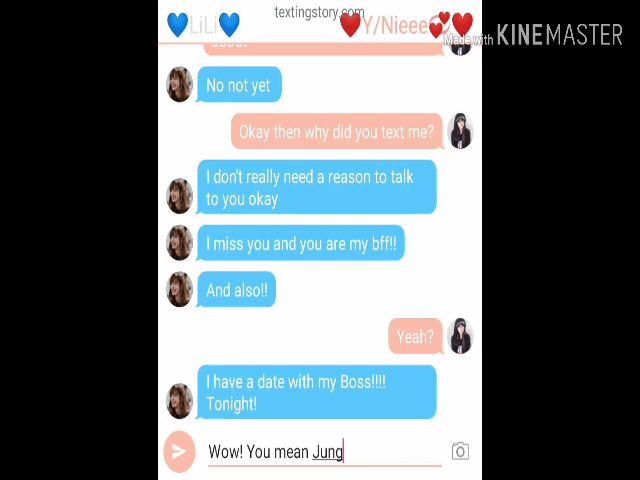 textingstory.com
💙LiLi💙
❤️Y/Nieee💞❤️
Made with KINEMASTER
about
No not yet
Okay then why did you text me?
I don't really need a reason to talk
to you okay
I miss you and you are my bff!!
And also!!
Yeah?
I have a date with my Boss!!!!
Tonight!
Wow! You mean Jung